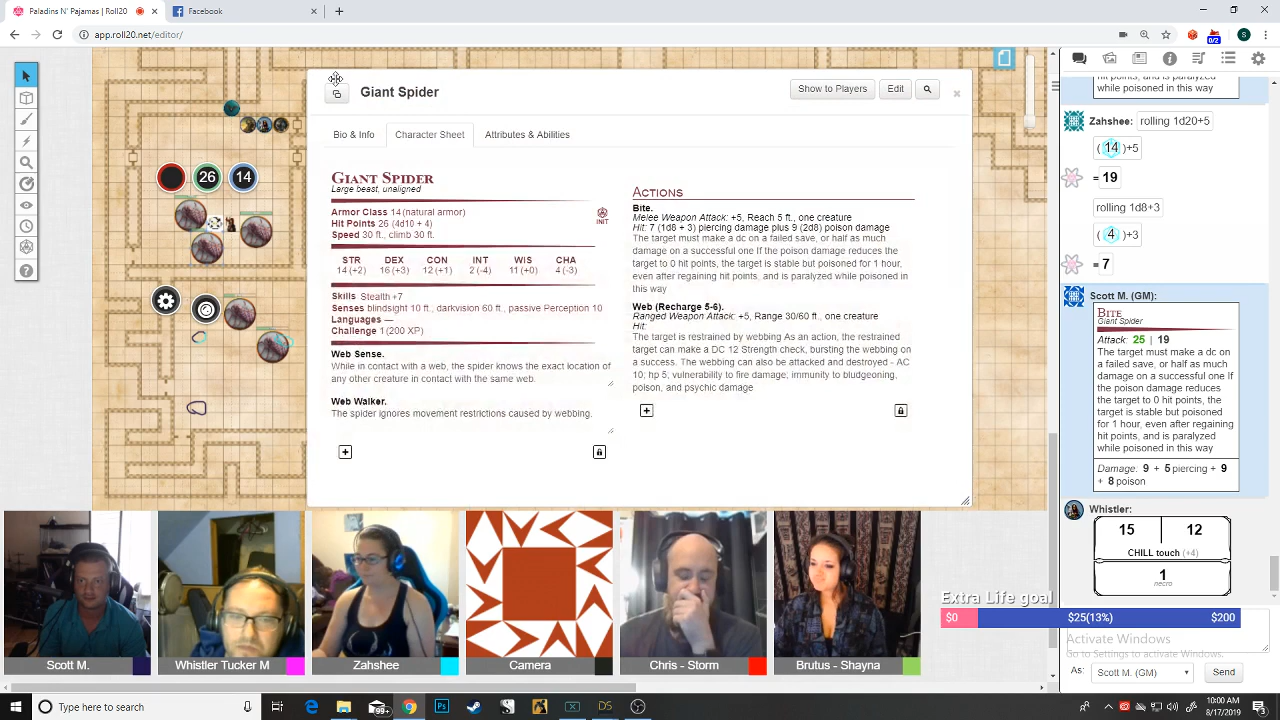 Paladins N' Pajamas | Roll20
Facebook
app.roll20.net/editor/
0/2
S
26
14
Giant Spider
Show to Players
Edit
Bio & Info
Character Sheet
Attributes & Abilities
GIANT SPIDER
Large beast, unaligned
Armor Class 14 (natural armor)
Hit Points 26 (4d10 + 4)
Speed 30 ft., climb 30 ft.
INIT
STR DEX CON INT WIS CHA
14 (+2) 16 (+3) 12 (+1) 2 (-4) 11 (+0) 4 (-3)
Skills Stealth +7
Senses blindsight 10 ft., darkvision 60 ft., passive Perception 10
Languages —
Challenge 1 (200 XP)
Web Sense.
While in contact with a web, the spider knows the exact location of
any other creature in contact with the same web.
Web Walker.
The spider ignores movement restrictions caused by webbing.
ACTIONS
Bite.
Melee Weapon Attack: +5, Reach 5 ft., one creature
Hit: 7 (1d8 + 3) piercing damage plus 9 (2d8) poison damage
The target must make a dc on a failed save, or half as much
damage on a successful one If the poison damage reduces
the target to 0 hit points, the target is stable but poisoned for 1 hour,
even after regaining hit points, and is paralyzed while poisoned in
this way
Web (Recharge 5-6).
Ranged Weapon Attack: +5, Range 30/60 ft., one creature
Hit:
The target is restrained by webbing As an action, the restrained
target can make a DC 12 Strength check, bursting the webbing on
a success. The webbing can also be attacked and destroyed - AC
10; hp 5; vulnerability to fire damage; immunity to bludgeoning,
poison, and psychic damage
hit points, and is paralyzed
while poisoned in this way
Zahshee: rolling 1d20+5
(14)+5
= 19
rolling 1d8+3
(4)+3
= 7
Scott M. (GM):
BITE
Giant Spider
Attack: 25 | 19
The target must make a dc
on a failed save, or half as
much damage on a
successful one If the poison
damage reduces the target
to 0 hit points, the target is
stable but poisoned for 1
hour, even after regaining
hit points, and is paralyzed
while poisoned in this way
Damage: 9 + 5 piercing + 9
+ 8 poison
Whistler:
15 12
CHILL touch (+4)
1
necro
Extra Life goal
$0 $25(13%) $200
Activate Windows
Go to Settings to activate Windows.
As: Scott M. (GM) Send
Scott M.
Whistler Tucker M
Zahshee
Camera
Chris - Storm
Brutus - Shayna
Type here to search
99+
DS
10:00 AM
8/17/2019